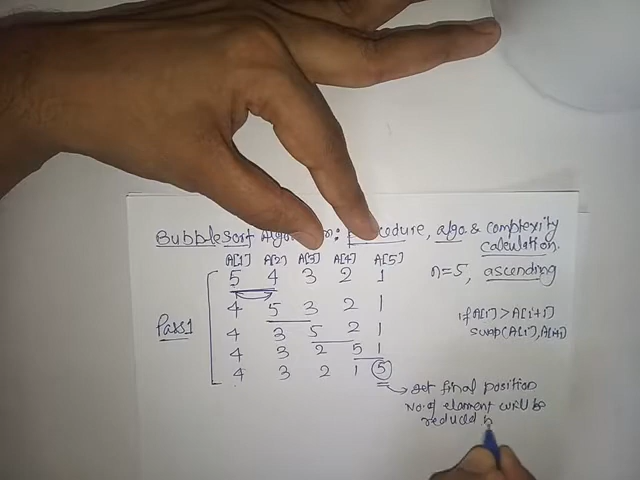 Bubble Sort Algorithm: Procedure, algo. & complexity
calculation.
A[1] A[2] A[3] A[4] A[5]
5 4 3 2 1
n=5, ascending
4 5 3 2 1
if A[i] > A[i+1]
swap(A[i], A[i+1])
Pass1
4 3 5 2 1
4 3 2 5 1
4 3 2 1 5
Get final position
No. of element will be
reduced